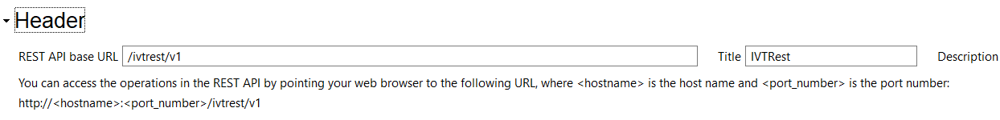 Header
REST API base URL /ivtrest/v1 Title IVTRest Description
You can access the operations in the REST API by pointing your web browser to the following URL, where <hostname> is the host name and <port_number> is the port number:
http://<hostname>:<port_number>/ivtrest/v1